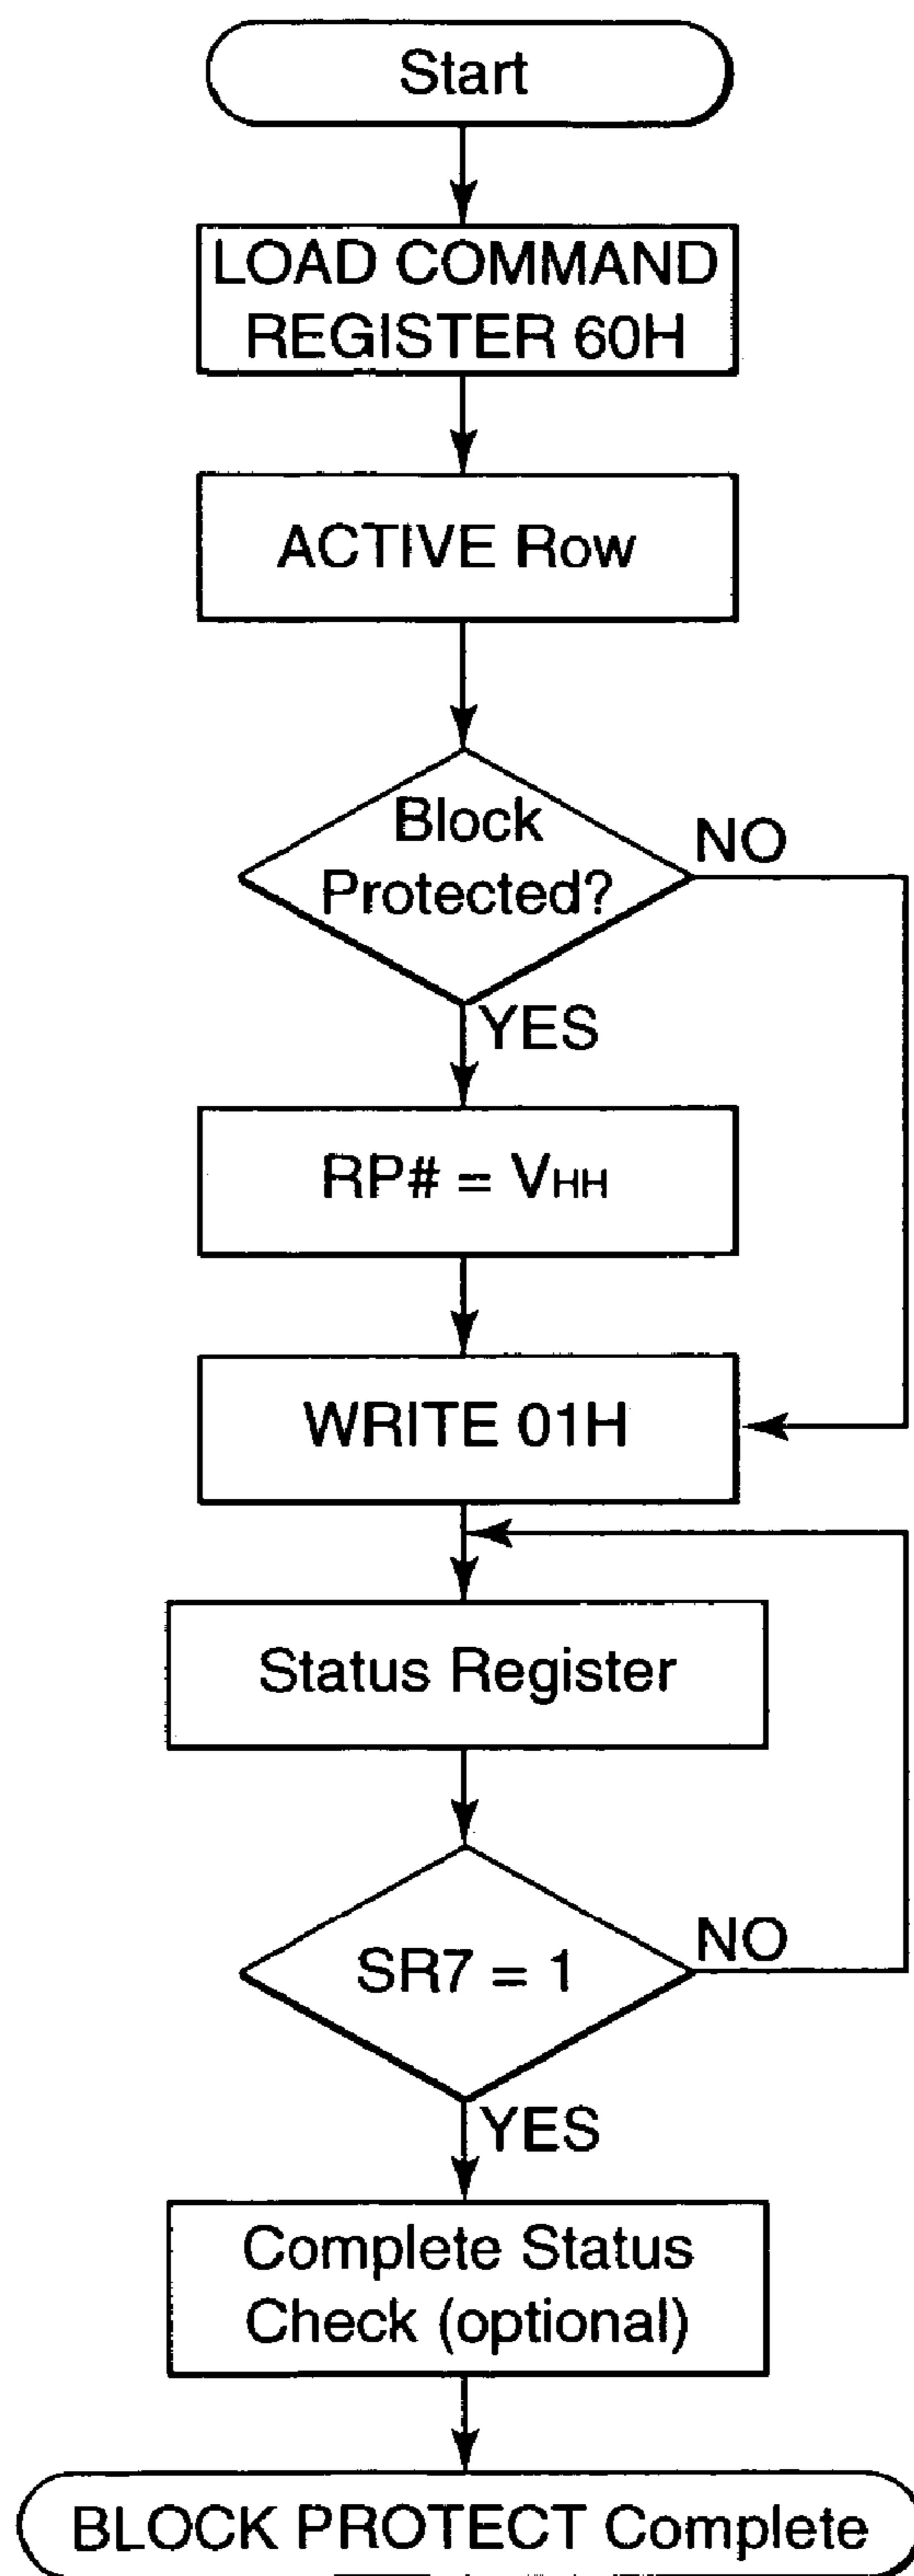 Start
LOAD COMMAND
REGISTER 60H
ACTIVE Row
Block
Protected?
NO
YES
RP# = VHH
WRITE 01H
Status Register
SR7 = 1
NO
YES
Complete Status
Check (optional)
BLOCK PROTECT Complete